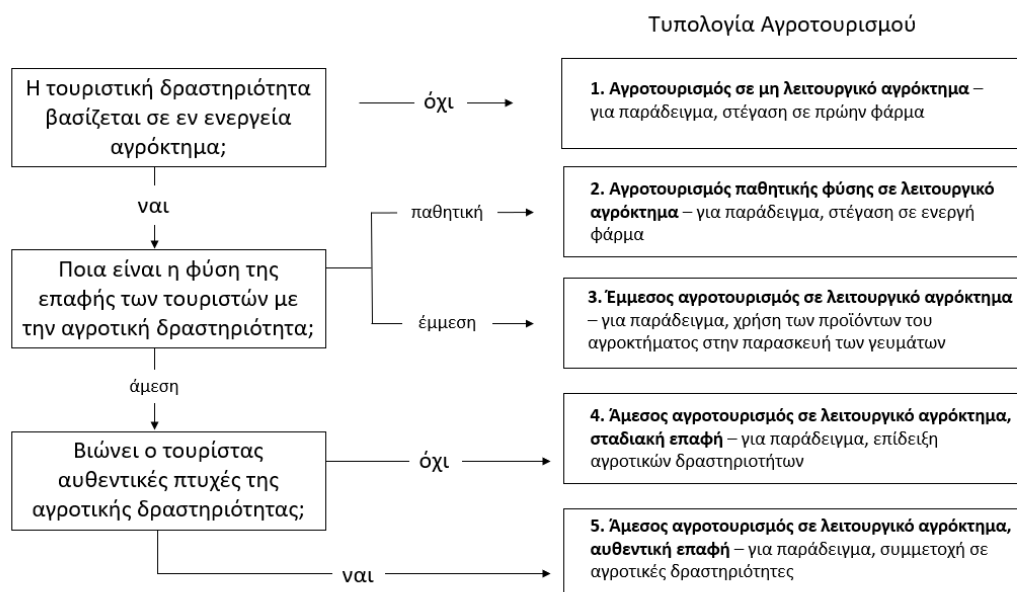 Τυπολογία Αγροτουρισμού
Η τουριστική δραστηριότητα
βασίζεται σε εν ενεργεία
αγρόκτημα;
όχι
1. Αγροτουρισμός σε μη λειτουργικό αγρόκτημα –
για παράδειγμα, στέγαση σε πρώην φάρμα
ναι
παθητική
2. Αγροτουρισμός παθητικής φύσης σε λειτουργικό
αγρόκτημα – για παράδειγμα, στέγαση σε ενεργή
φάρμα
Ποια είναι η φύση της
επαφής των τουριστών με
την αγροτική δραστηριότητα;
έμμεση
3. Έμμεσος αγροτουρισμός σε λειτουργικό αγρόκτημα
– για παράδειγμα, χρήση των προϊόντων του
αγροκτήματος στην παρασκευή των γευμάτων
άμεση
Βιώνει ο τουρίστας
αυθεντικές πτυχές της
αγροτικής δραστηριότητας;
όχι
4. Άμεσος αγροτουρισμός σε λειτουργικό αγρόκτημα,
σταδιακή επαφή – για παράδειγμα, επίδειξη
αγροτικών δραστηριοτήτων
ναι
5. Άμεσος αγροτουρισμός σε λειτουργικό αγρόκτημα,
αυθεντική επαφή – για παράδειγμα, συμμετοχή σε
αγροτικές δραστηριότητες